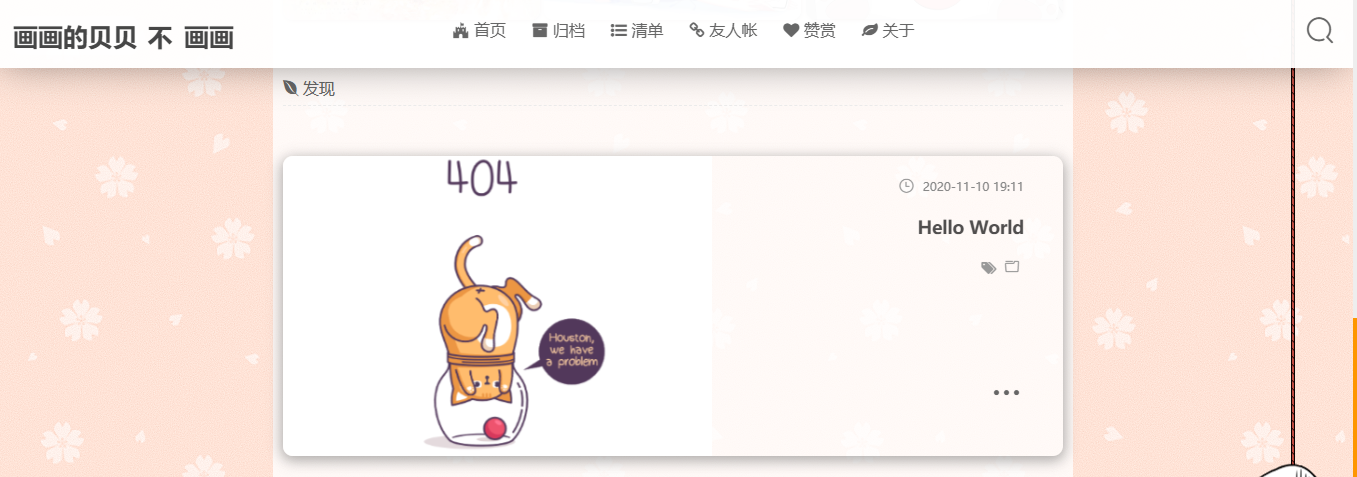 画画的贝贝 不 画画
首页 归档 清单 友人帐 赞赏 关于
发现
404
Houston,
we have
a problem
2020-11-10 19:11
Hello World